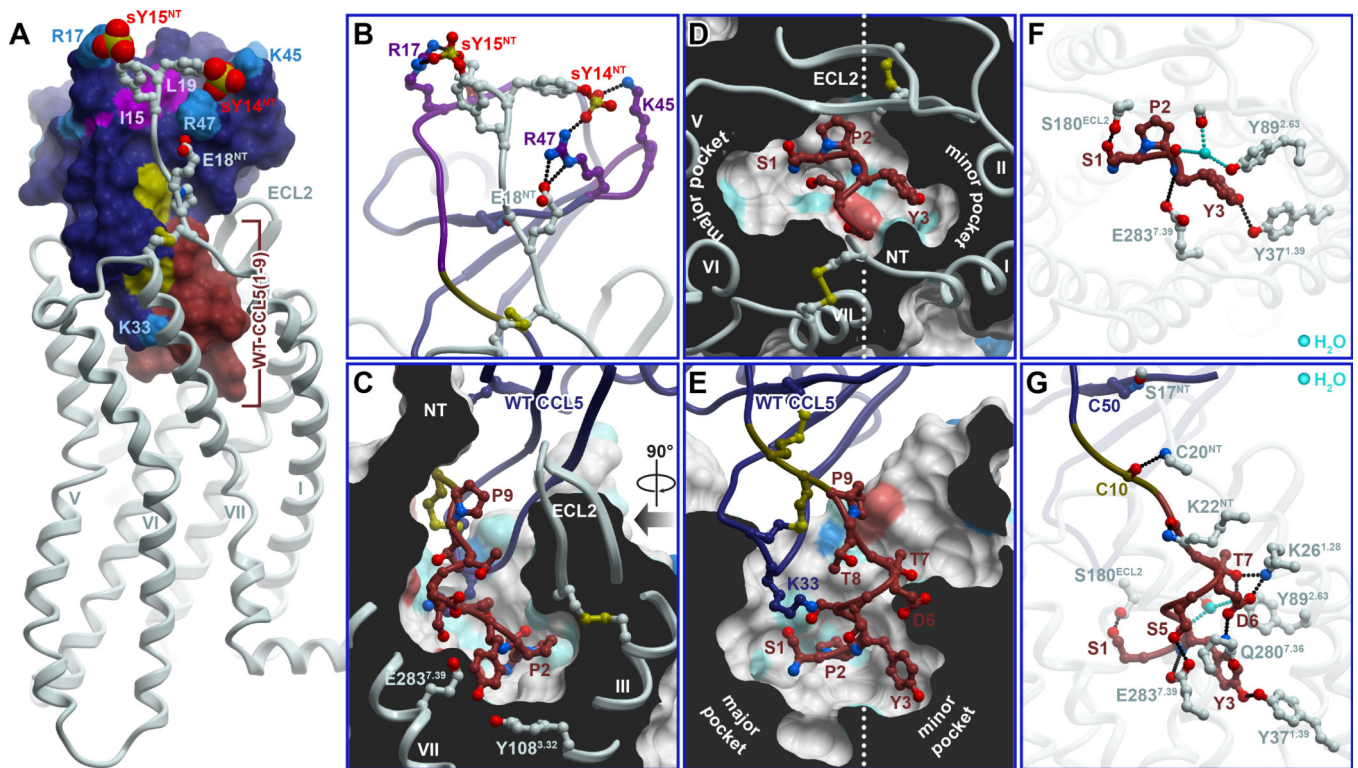 A
sY15NT
R17
K45
L19
sY14NT
I15
R47
E18NT
ECL2
WT-CCL5(1-9)
K33
V
VI
VII
I
B
sY15NT
R17
sY14NT
K45
R47
E18NT
C
NT
WT CCL5
90°
P9
ECL2
P2
E2837.39
III
Y1083.32
VII
D
ECL2
V
P2
S1
II
major pocket
minor pocket
Y3
NT
VI
I
VII
E
WT CCL5
P9
T7
T8
K33
D6
S1
P2
Y3
major
pocket
minor
pocket
F
P2
S180ECL2
Y892.63
S1
Y3
E2837.39
Y371.39
H2O
G
H2O
S17NT
C50
C20NT
C10
K22NT
K261.28
T7
S180ECL2
Y892.63
S5
D6
S1
Q2807.36
E2837.39
Y3
Y371.39